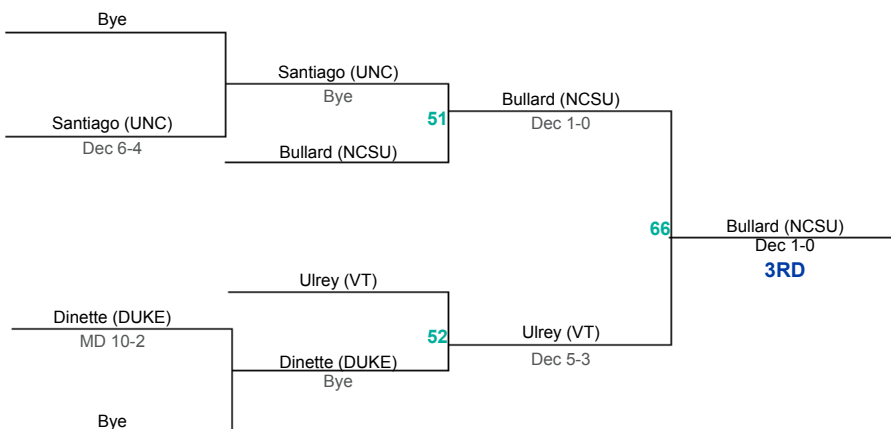 Bye
Santiago (UNC)
Bye
Bullard (NCSU)
Dec 1-0
51
Santiago (UNC)
Dec 6-4
Bullard (NCSU)
66
Bullard (NCSU)
Dec 1-0
3RD
Ulrey (VT)
Dinette (DUKE)
MD 10-2
52
Ulrey (VT)
Dec 5-3
Dinette (DUKE)
Bye
Bye